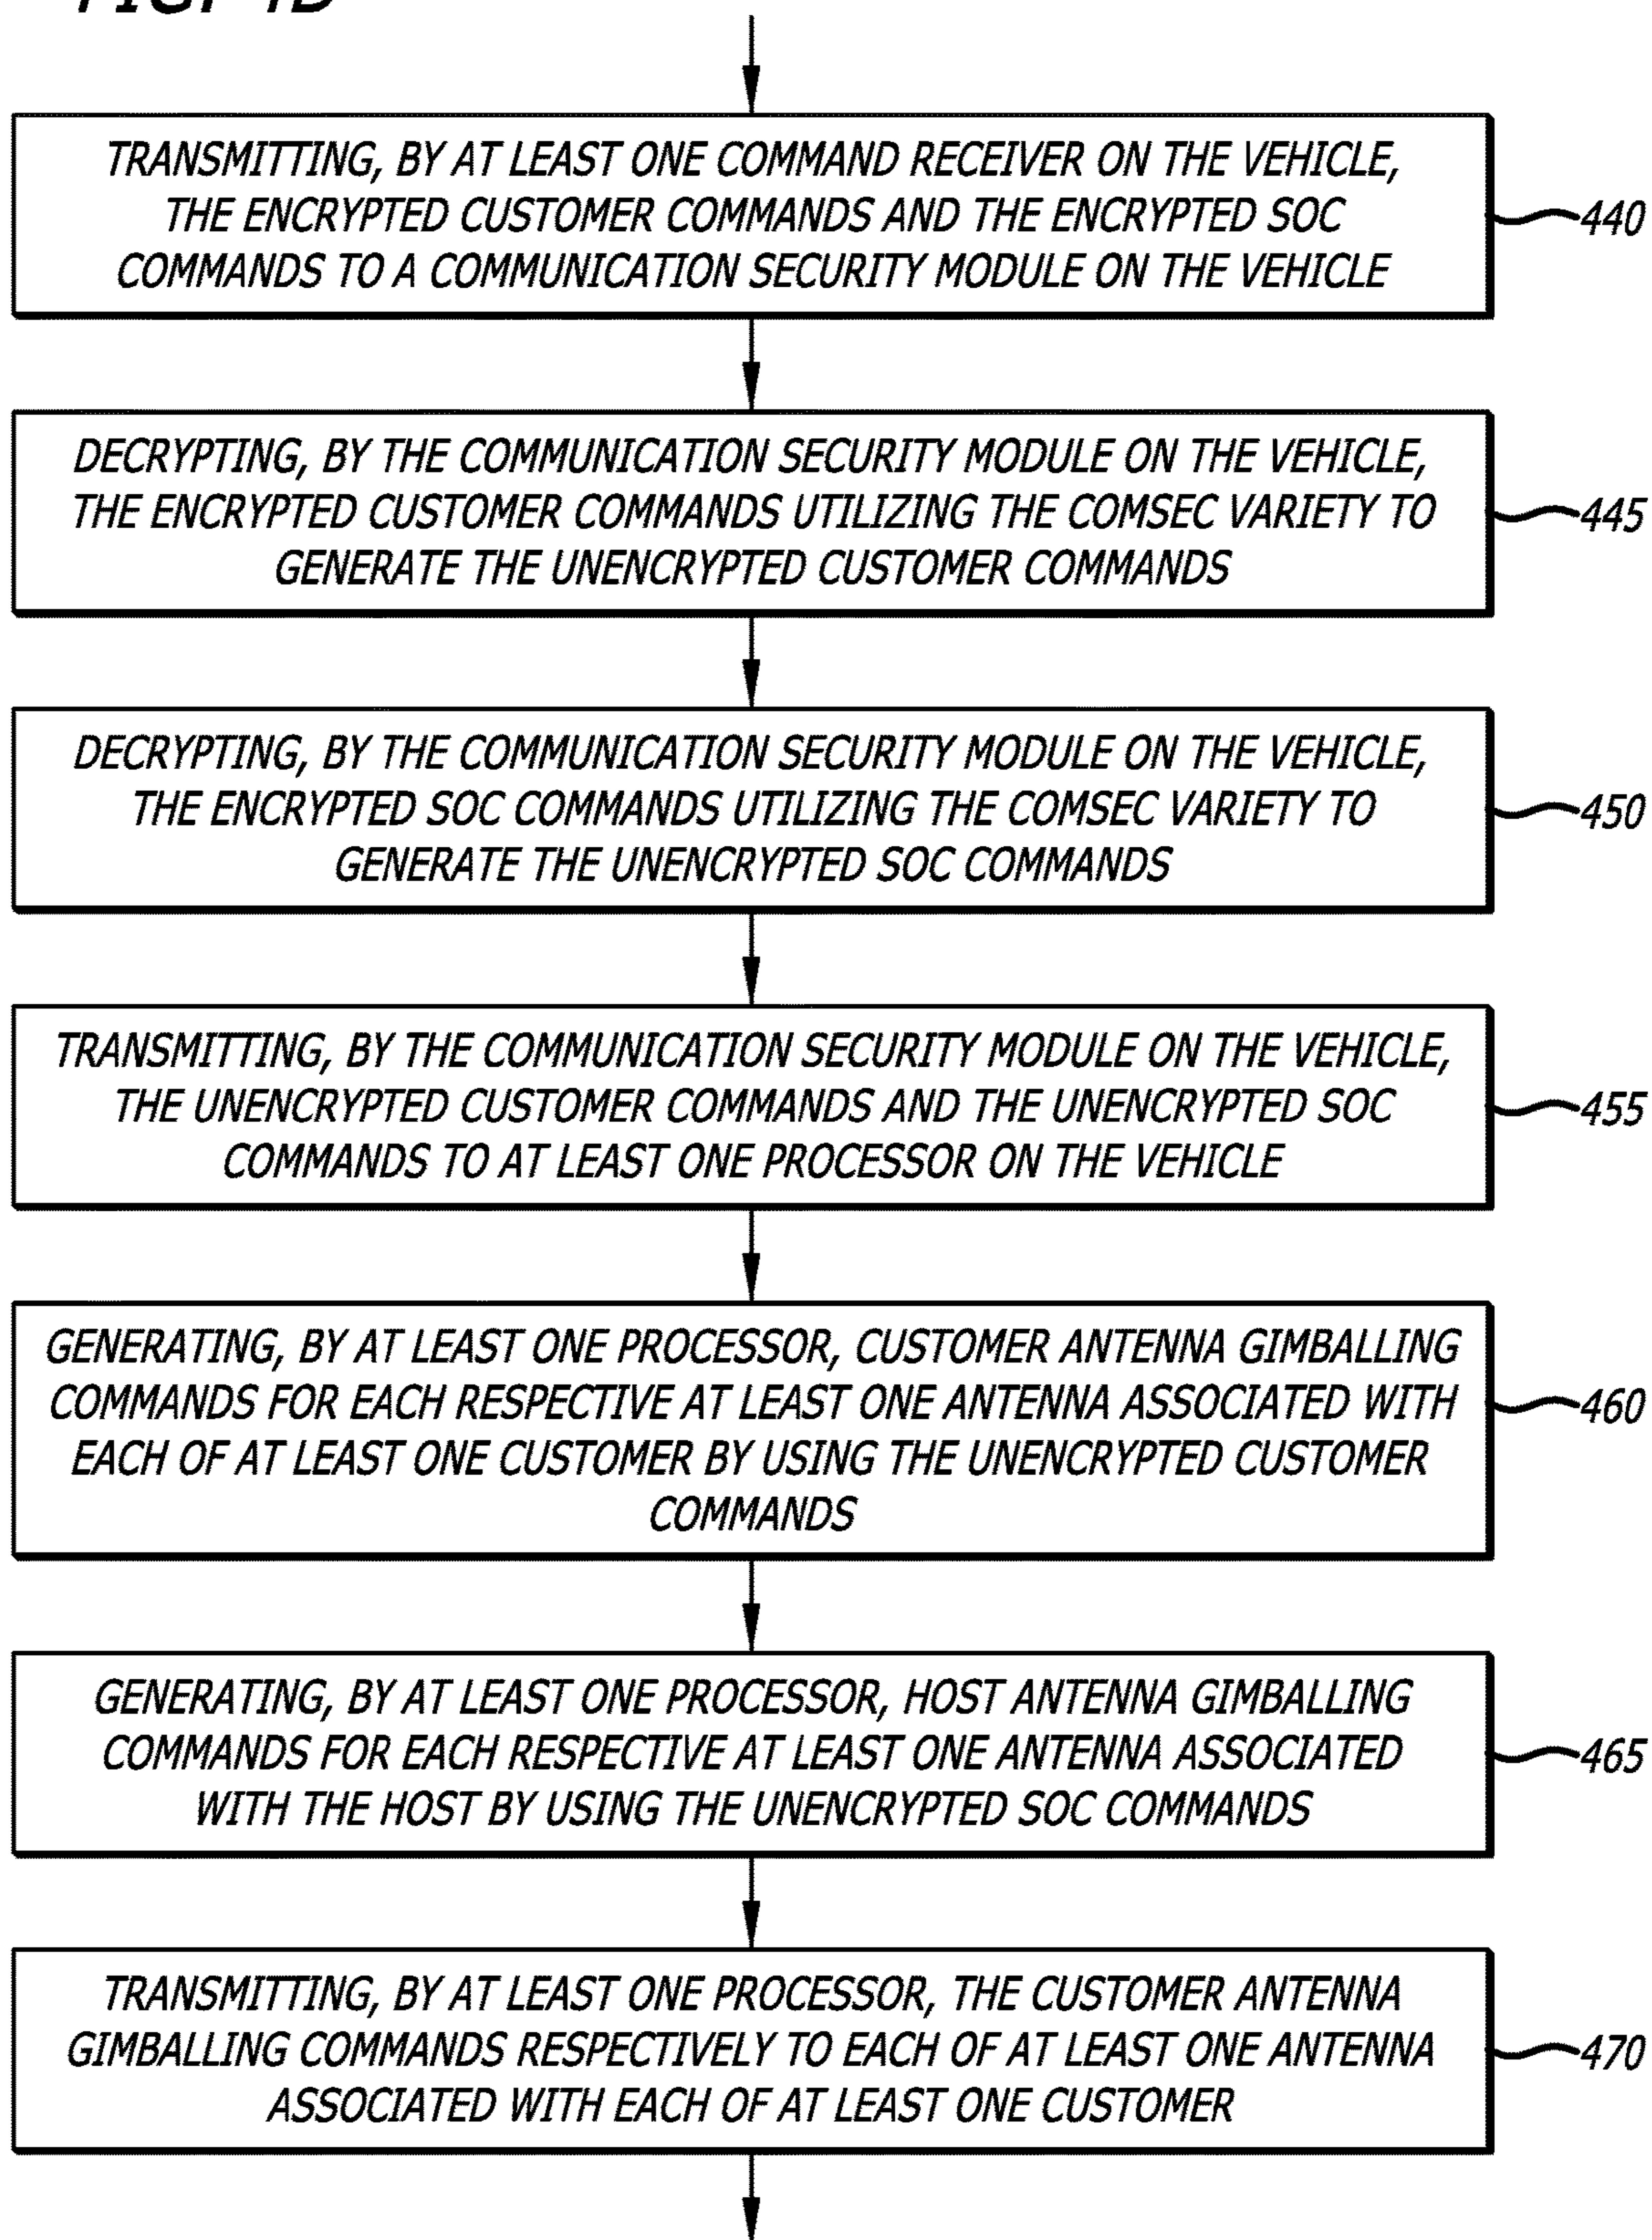 TRANSMITTING, BY AT LEAST ONE COMMAND RECEIVER ON THE VEHICLE,
THE ENCRYPTED CUSTOMER COMMANDS AND THE ENCRYPTED SOC
COMMANDS TO A COMMUNICATION SECURITY MODULE ON THE VEHICLE
440
DECRYPTING, BY THE COMMUNICATION SECURITY MODULE ON THE VEHICLE,
THE ENCRYPTED CUSTOMER COMMANDS UTILIZING THE COMSEC VARIETY TO
GENERATE THE UNENCRYPTED CUSTOMER COMMANDS
445
DECRYPTING, BY THE COMMUNICATION SECURITY MODULE ON THE VEHICLE,
THE ENCRYPTED SOC COMMANDS UTILIZING THE COMSEC VARIETY TO
GENERATE THE UNENCRYPTED SOC COMMANDS
450
TRANSMITTING, BY THE COMMUNICATION SECURITY MODULE ON THE VEHICLE,
THE UNENCRYPTED CUSTOMER COMMANDS AND THE UNENCRYPTED SOC
COMMANDS TO AT LEAST ONE PROCESSOR ON THE VEHICLE
455
GENERATING, BY AT LEAST ONE PROCESSOR, CUSTOMER ANTENNA GIMBALLING
COMMANDS FOR EACH RESPECTIVE AT LEAST ONE ANTENNA ASSOCIATED WITH
EACH OF AT LEAST ONE CUSTOMER BY USING THE UNENCRYPTED CUSTOMER
COMMANDS
460
GENERATING, BY AT LEAST ONE PROCESSOR, HOST ANTENNA GIMBALLING
COMMANDS FOR EACH RESPECTIVE AT LEAST ONE ANTENNA ASSOCIATED
WITH THE HOST BY USING THE UNENCRYPTED SOC COMMANDS
465
TRANSMITTING, BY AT LEAST ONE PROCESSOR, THE CUSTOMER ANTENNA
GIMBALLING COMMANDS RESPECTIVELY TO EACH OF AT LEAST ONE ANTENNA
ASSOCIATED WITH EACH OF AT LEAST ONE CUSTOMER
470